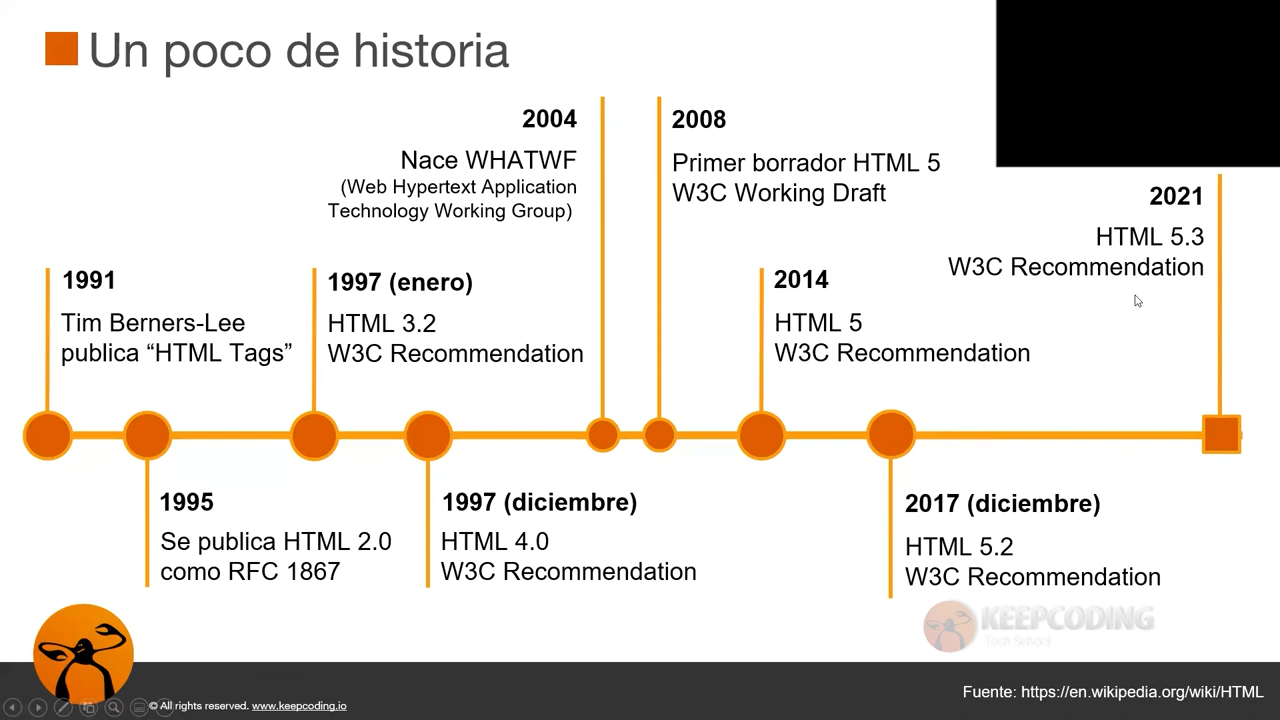 Un poco de historia
2004
Nace WHATWF
(Web Hypertext Application
Technology Working Group)
2008
Primer borrador HTML 5
W3C Working Draft
2021
HTML 5.3
W3C Recommendation
1991
Tim Berners-Lee
publica “HTML Tags”
1997 (enero)
HTML 3.2
W3C Recommendation
2014
HTML 5
W3C Recommendation
1995
Se publica HTML 2.0
como RFC 1867
1997 (diciembre)
HTML 4.0
W3C Recommendation
2017 (diciembre)
HTML 5.2
W3C Recommendation
KEEPCODING
Tech School
Fuente: https://en.wikipedia.org/wiki/HTML
© All rights reserved. www.keepcoding.io